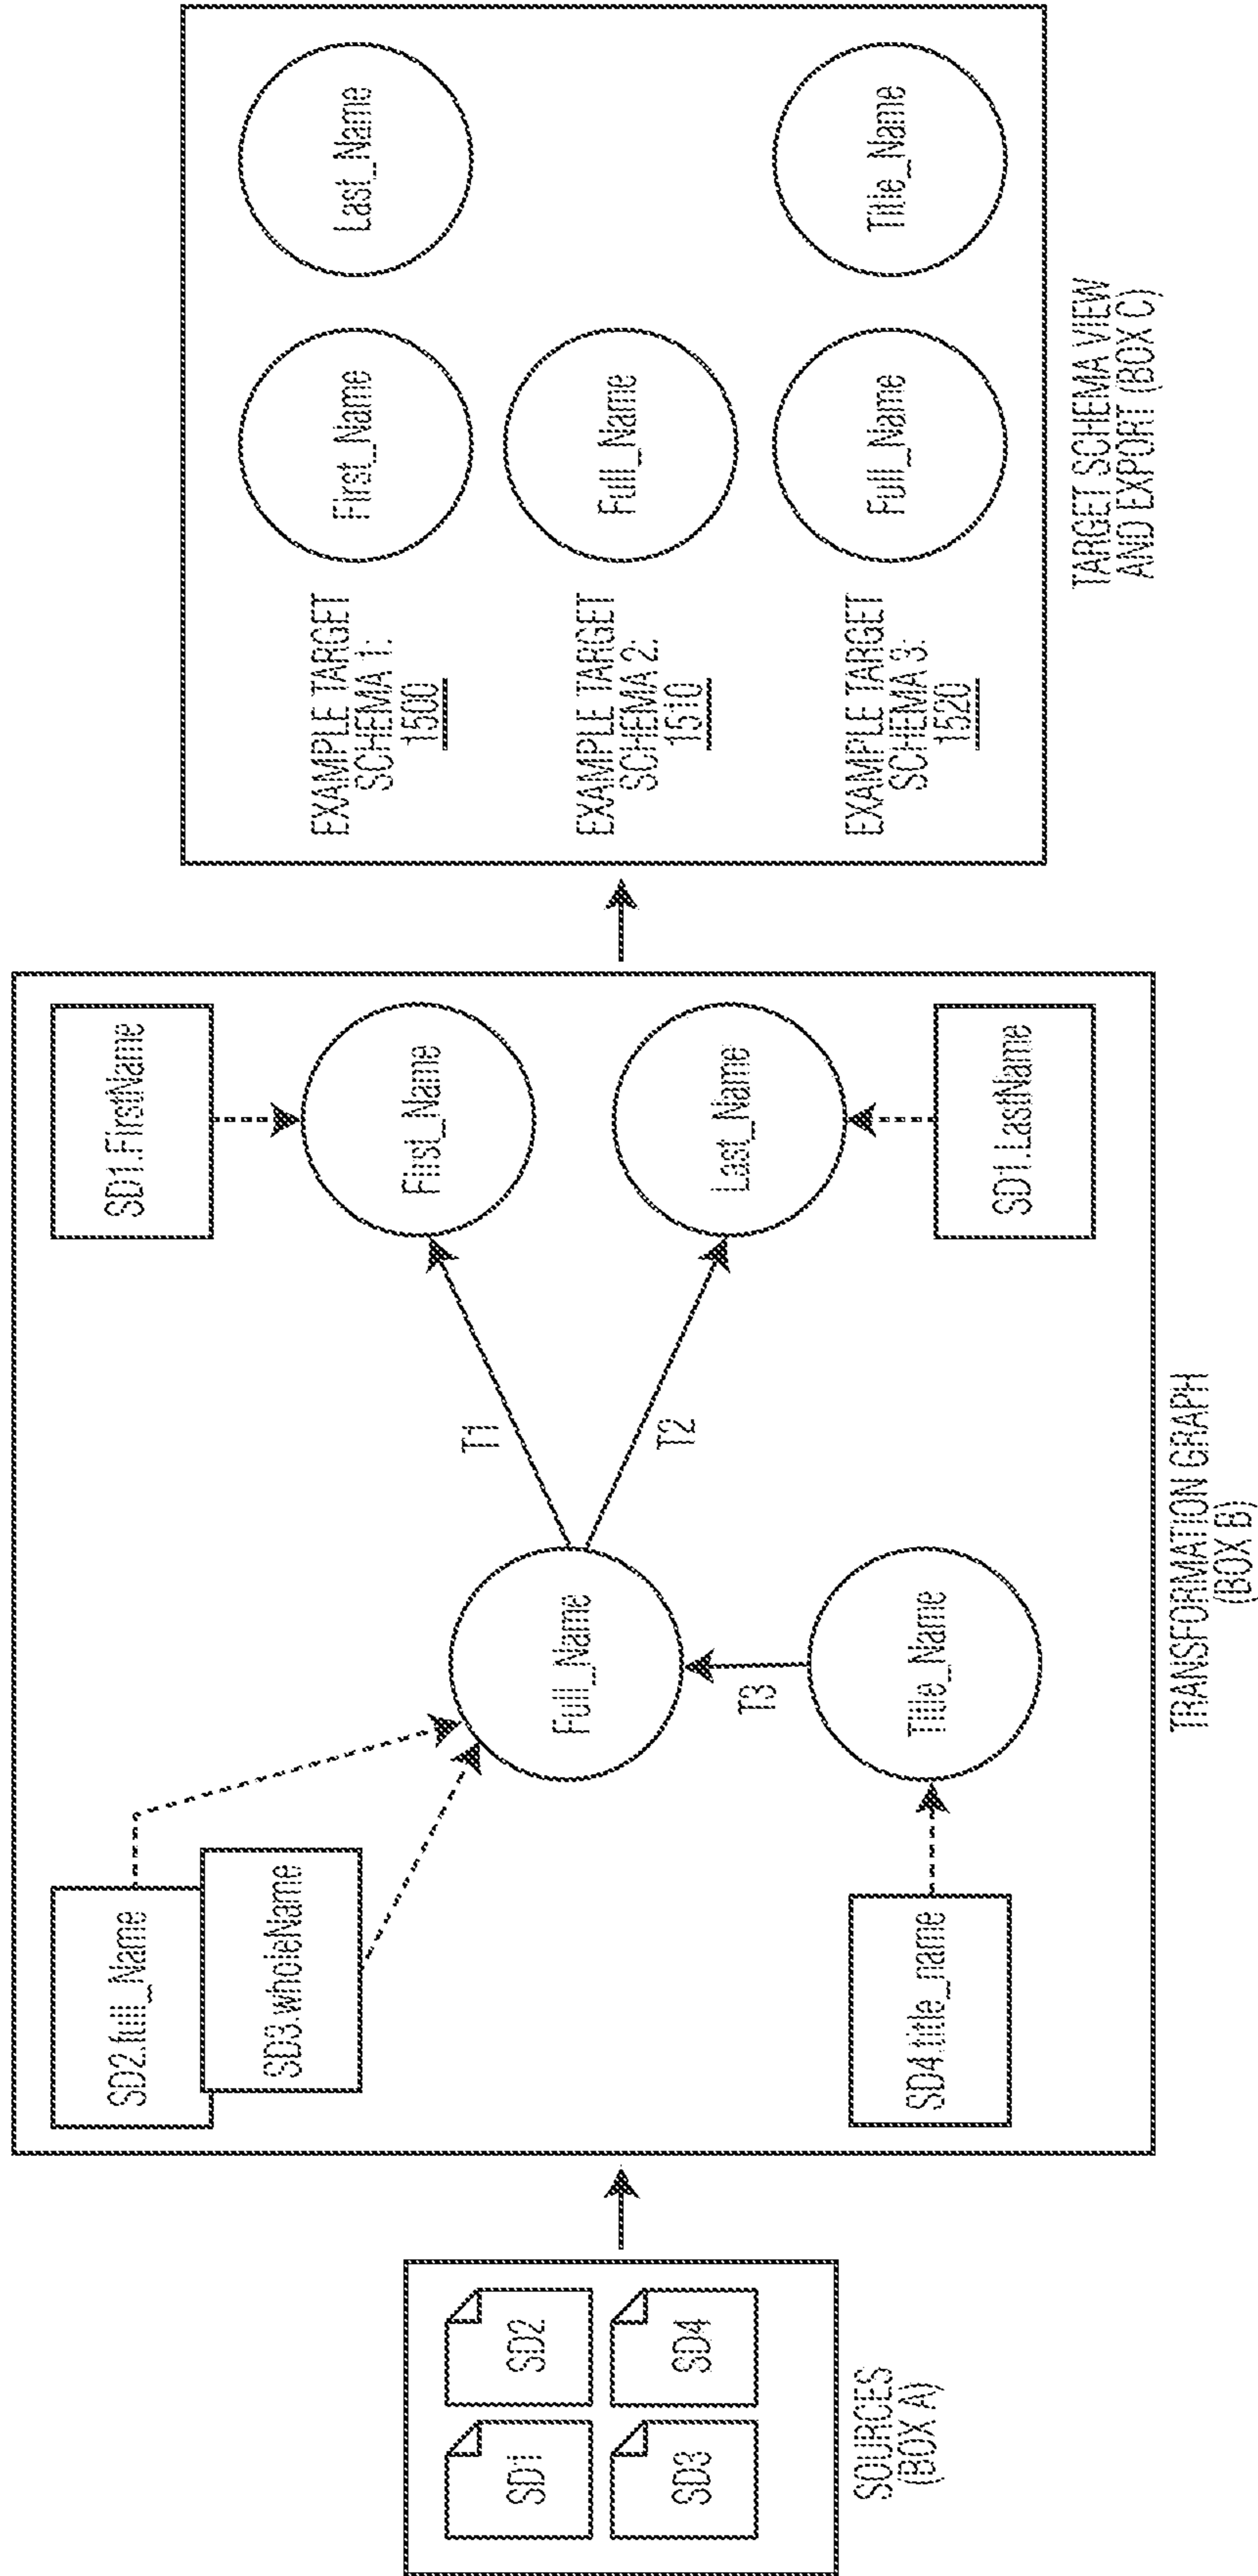 SD1
SD2
SD3
SD4
SOURCES
(BOX A)
SD2.full_Name
SD3.wholeName
SD4.title_name
Full_Name
Title_Name
T1
T2
T3
SD1.FirstName
First_Name
Last_Name
SD1.LastName
TRANSFORMATION GRAPH
(BOX B)
EXAMPLE TARGET
SCHEMA 1:
1500
First_Name
Last_Name
EXAMPLE TARGET
SCHEMA 2:
1510
Full_Name
EXAMPLE TARGET
SCHEMA 3:
1520
Full_Name
Title_Name
TARGET SCHEMA VIEW
AND EXPORT (BOX C)